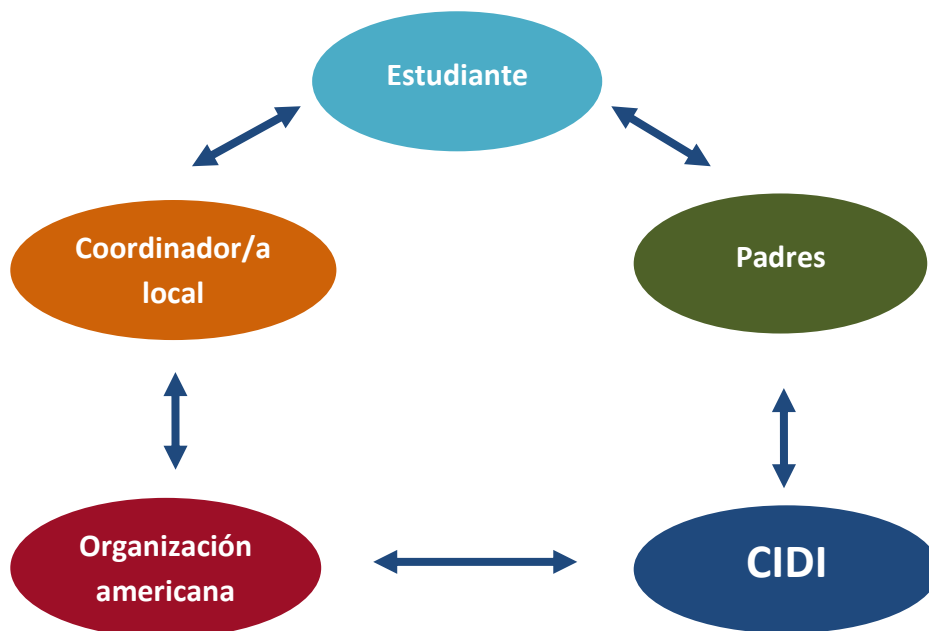 Estudiante
Coordinador/a
local
Padres
Organización
americana
CIDI